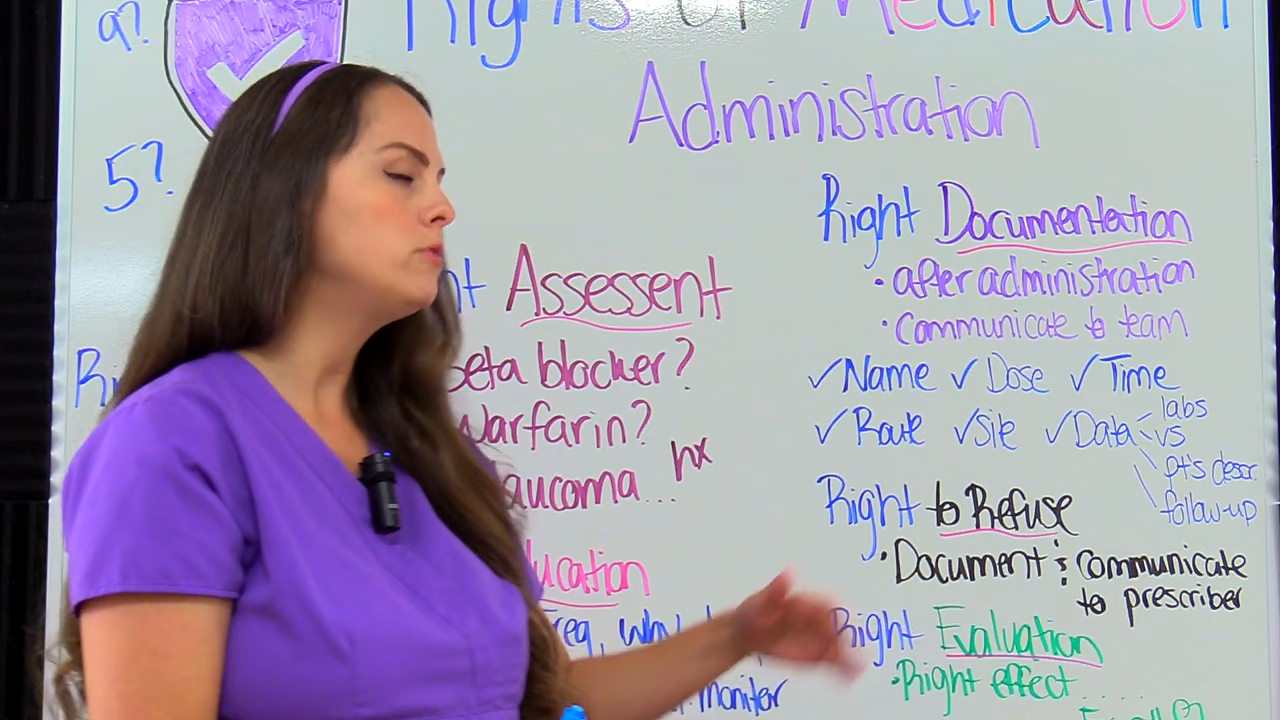 9?
Rights of Medication
Administration
5?
Assessent
beta blocker?
Warfarin?
hx
Right Documentation
• after administration
• communicate to team
✓Name ✓Dose ✓Time
✓Route ✓Site ✓Data labs
vs
pt's descr.
follow-up
Right to Refuse
• Document & communicate
to prescriber
Right Evaluation
• Right effect
why
monitor